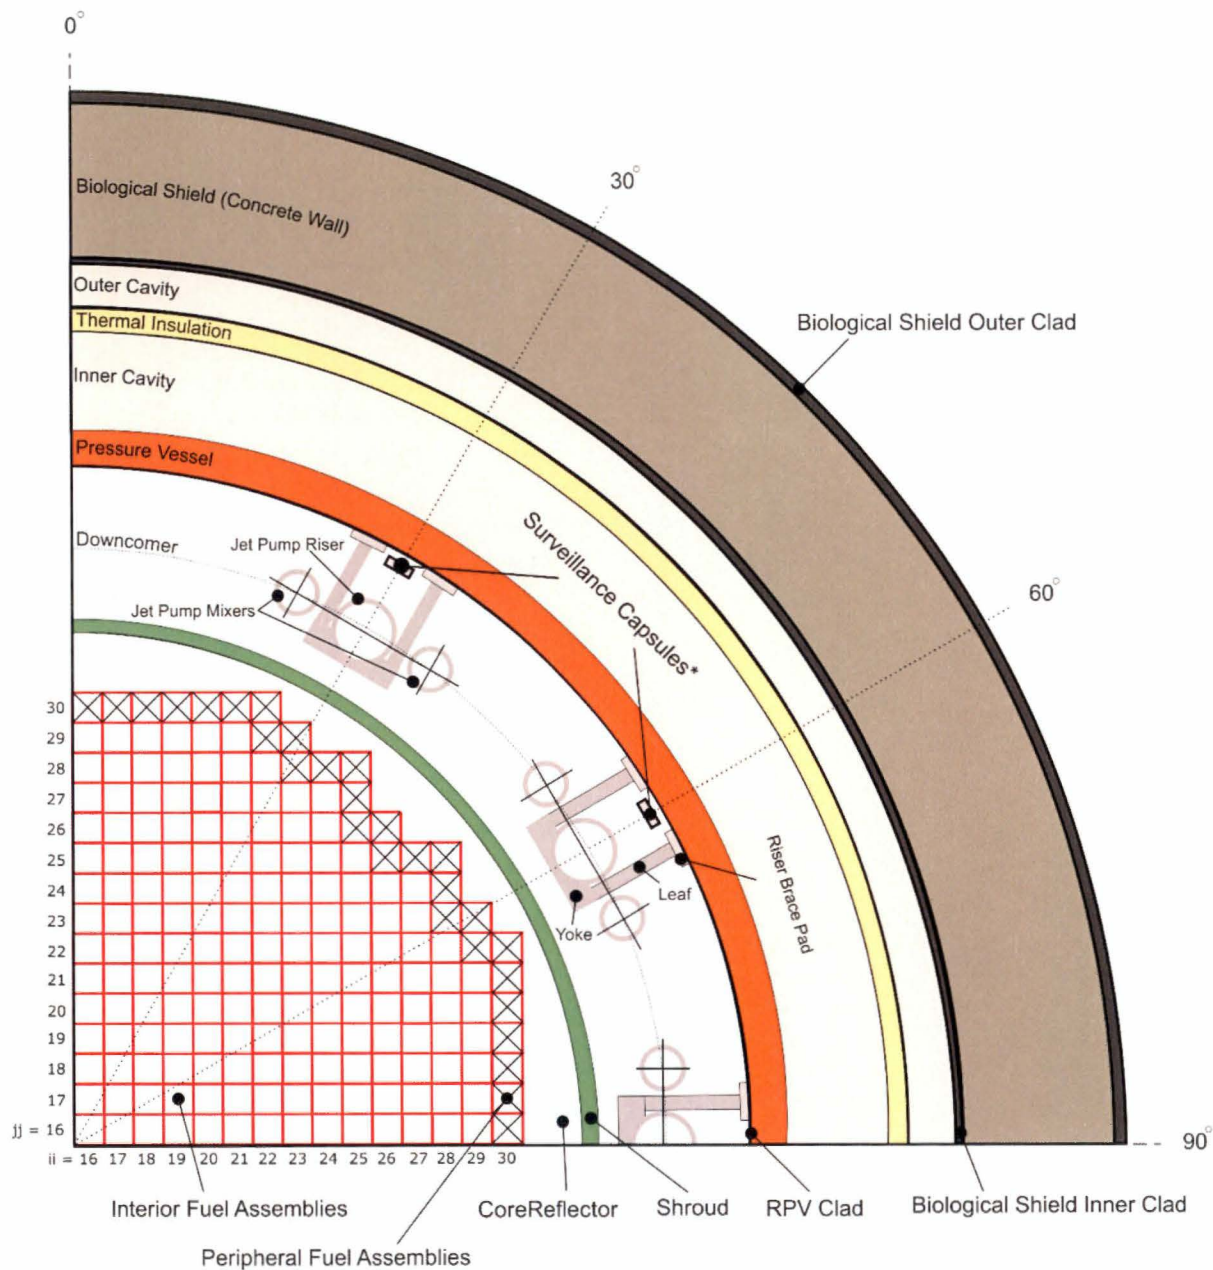 0°
30°
Biological Shield (Concrete Wall)
Outer Cavity
Biological Shield Outer Clad
Thermal Insulation
Inner Cavity
Pressure Vessel
Surveillance Capsules*
Downcomer
Jet Pump Riser
60°
Jet Pump Mixers
30
29
28
27
26
25
24
23
22
21
20
19
18
17
jj = 16
Riser Brace Pad
Leaf
Yoke
90°
ii = 16 17 18 19 20 21 22 23 24 25 26 27 28 29 30
Interior Fuel Assemblies
CoreReflector
Shroud
RPV Clad
Biological Shield Inner Clad
Peripheral Fuel Assemblies